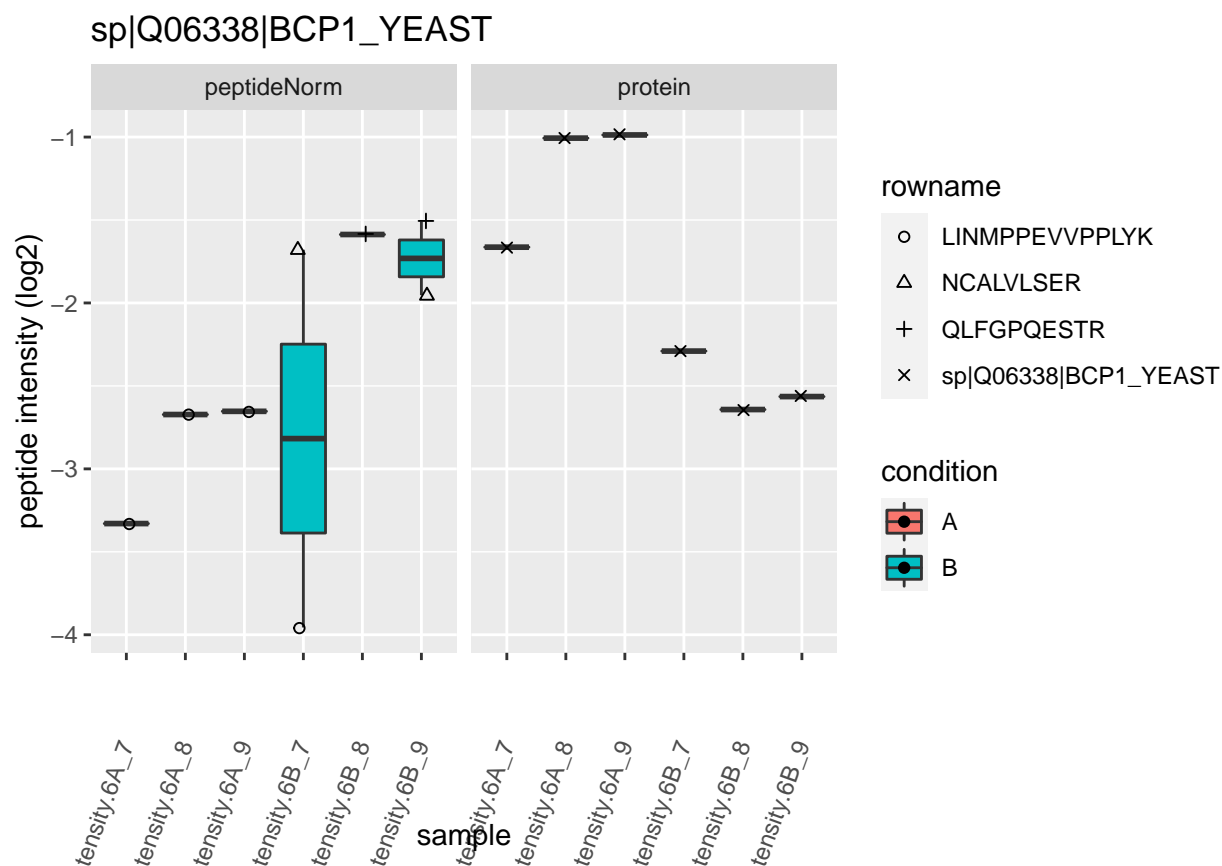 sp|Q06338|BCP1_YEAST
peptideNorm
protein
peptide intensity (log2)
−1
−2
−3
−4
tensity.6A_7
tensity.6A_8
tensity.6A_9
tensity.6B_7
tensity.6B_8
tensity.6B_9
tensity.6A_7
tensity.6A_8
tensity.6A_9
tensity.6B_7
tensity.6B_8
tensity.6B_9
sample
rowname
LINMPPEVVPPLYK
NCALVLSER
QLFGPQESTR
sp|Q06338|BCP1_YEAST
condition
A
B